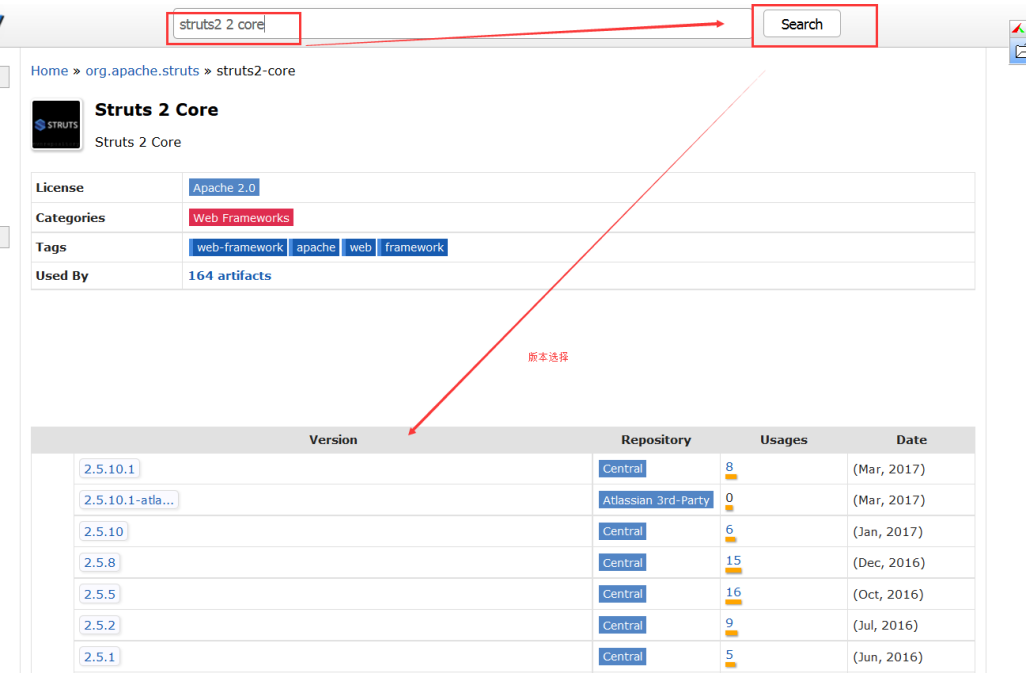 struts2 2 core
Search
Home » org.apache.struts » struts2-core
STRUTS
Struts 2 Core
Struts 2 Core
License Apache 2.0
Categories Web Frameworks
Tags web-framework apache web framework
Used By 164 artifacts
版本选择
Version Repository Usages Date
2.5.10.1 Central 8 (Mar, 2017)
2.5.10.1-atla... Atlassian 3rd-Party 0 (Mar, 2017)
2.5.10 Central 6 (Jan, 2017)
2.5.8 Central 15 (Dec, 2016)
2.5.5 Central 16 (Oct, 2016)
2.5.2 Central 9 (Jul, 2016)
2.5.1 Central 5 (Jun, 2016)